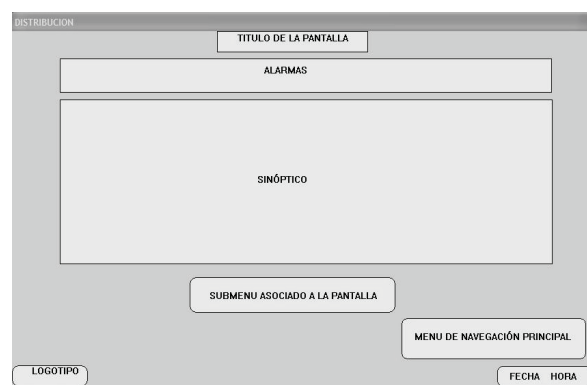 DISTRIBUCION
TITULO DE LA PANTALLA
ALARMAS
SINÓPTICO
SUBMENU ASOCIADO A LA PANTALLA
MENU DE NAVEGACIÓN PRINCIPAL
LOGOTIPO
FECHA HORA